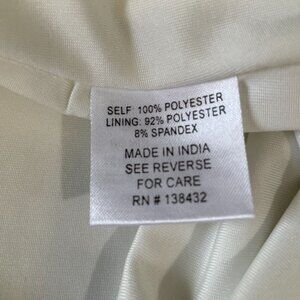 SELF: 100% POLYESTER
LINING: 92% POLYESTER
8% SPANDEX
MADE IN INDIA
SEE REVERSE
FOR CARE
RN # 138432